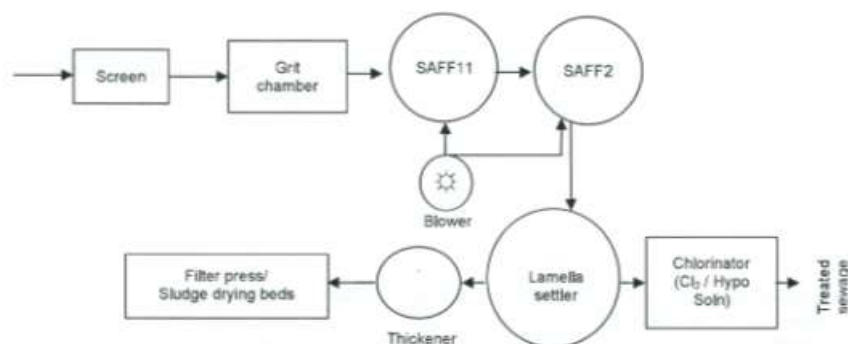 Screen
Grit
chamber
SAFF11
SAFF2
Blower
Filter press/
Sludge drying beds
Thickener
Lamella
settler
Chlorinator
(Cl₂ / Hypo
Soln)
Treated
sewage